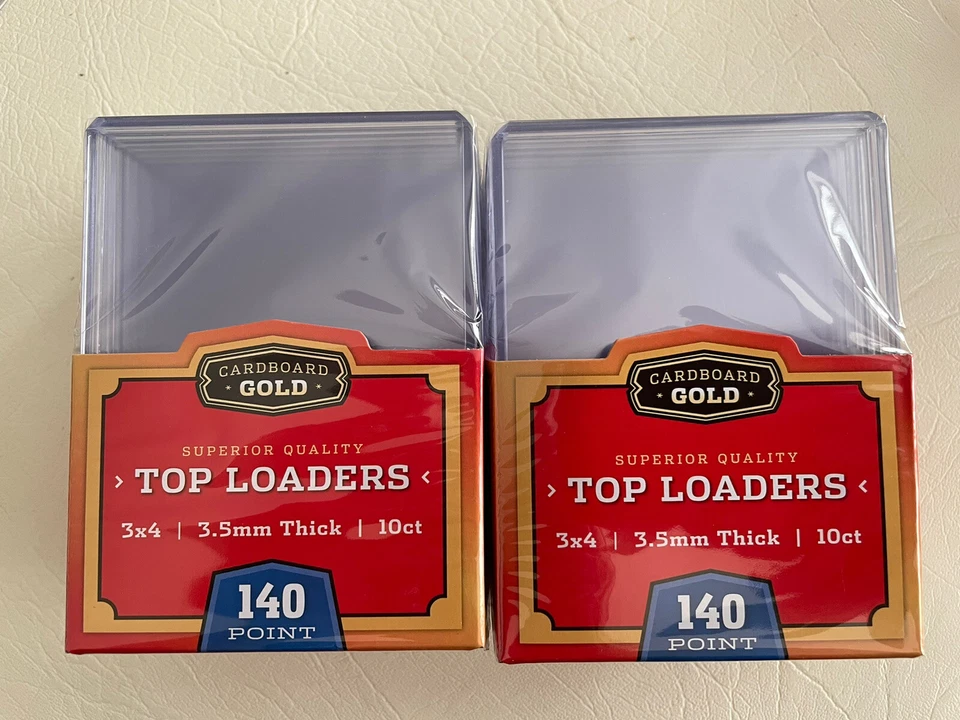 CARDBOARD
GOLD
SUPERIOR QUALITY
› TOP LOADERS ‹
3x4 | 3.5mm Thick | 10ct
140
POINT
CARDBOARD
GOLD
SUPERIOR QUALITY
› TOP LOADERS ‹
3x4 | 3.5mm Thick | 10ct
140
POINT